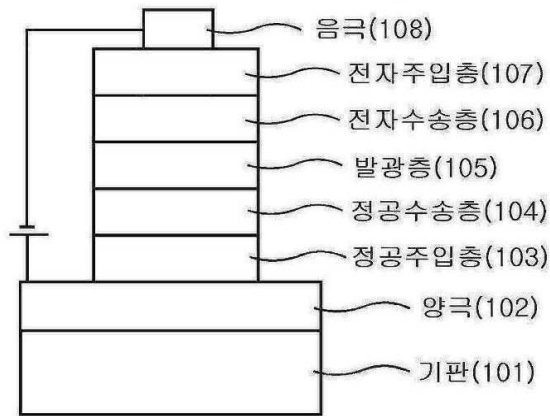 음극(108)
전자주입층(107)
전자수송층(106)
발광층(105)
정공수송층(104)
정공주입층(103)
양극(102)
기판(101)